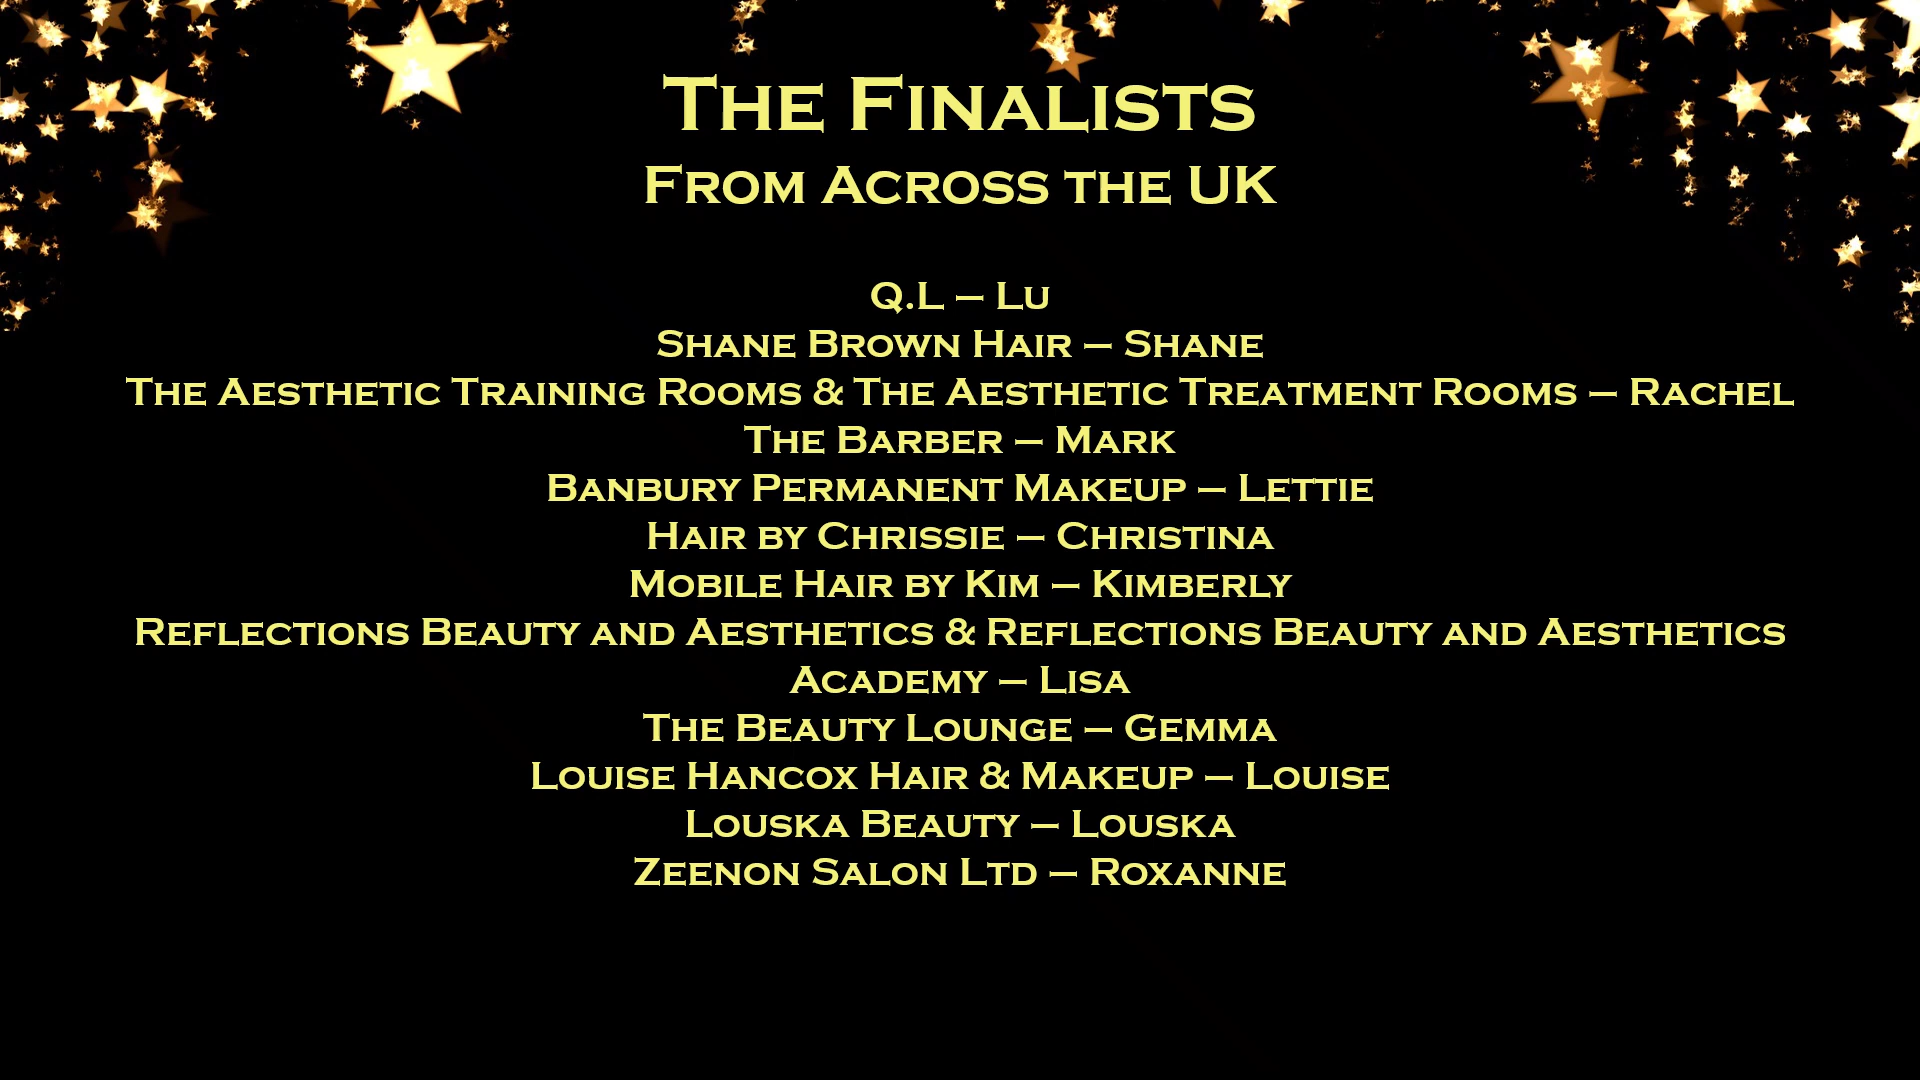 The Finalists
From Across the UK
Q.L – Lu
Shane Brown Hair – Shane
The Aesthetic Training Rooms & The Aesthetic Treatment Rooms – Rachel
The Barber – Mark
Banbury Permanent Makeup – Lettie
Hair by Chrissie – Christina
Mobile Hair by Kim – Kimberly
Reflections Beauty and Aesthetics & Reflections Beauty and Aesthetics
Academy – Lisa
The Beauty Lounge – Gemma
Louise Hancox Hair & Makeup – Louise
Louska Beauty – Louska
Zeenon Salon Ltd – Roxanne